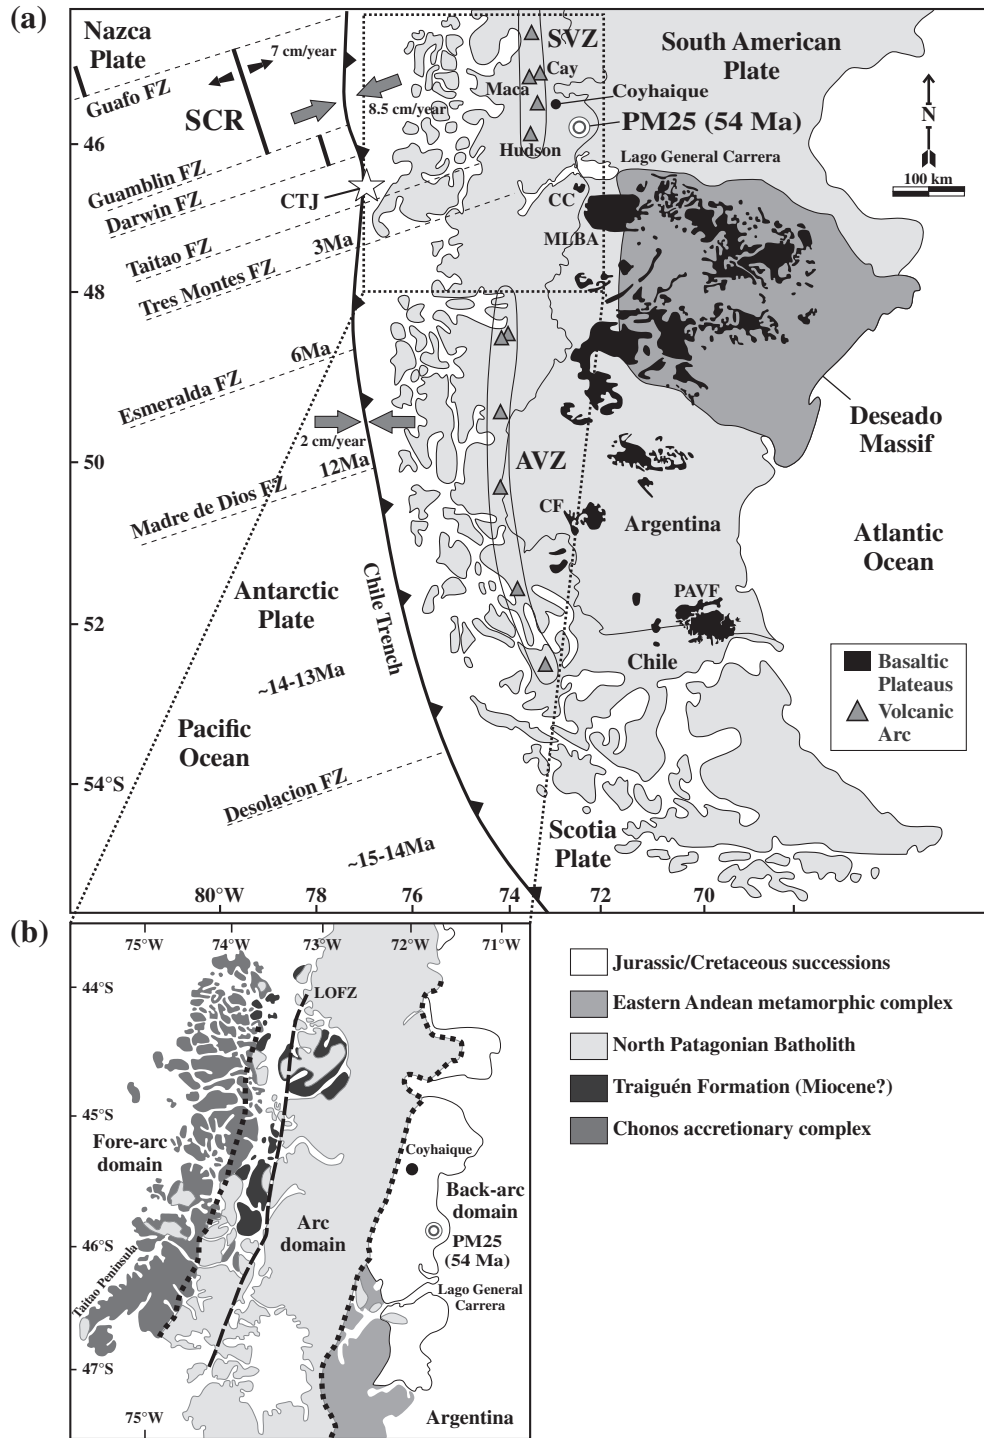 (a)
Nazca
Plate
7 cm/year
Guafo FZ
SCR
8.5 cm/year
SVZ
Cay
Maca
Hudson
South American
Plate
Coyhaique
PM25 (54 Ma)
Lago General Carrera
N
100 km
46
Guamblin FZ
Darwin FZ
CTJ
Taitao FZ
3Ma
Tres Montes FZ
CC
MLBA
48
6Ma
Esmeralda FZ
2 cm/year
12Ma
50
Madre de Dios FZ
AVZ
CF
Deseado
Massif
Argentina
Atlantic
Ocean
Antarctic
Plate
Chile Trench
PAVF
52
Chile
~14-13Ma
Basaltic
Plateaus
Volcanic
Arc
Pacific
Ocean
54°S
Desolacion FZ
~15-14Ma
Scotia
Plate
80°W
78
76
74
72
70
(b)
75°W
74°W
73°W
72°W
71°W
44°S
LOFZ
45°S
Fore-arc
domain
Coyhaique
Back-arc
domain
Arc
domain
PM25
(54 Ma)
46°S
Taitao Peninsula
Lago General
Carrera
47°S
75°W
Argentina
Jurassic/Cretaceous successions
Eastern Andean metamorphic complex
North Patagonian Batholith
Traiguén Formation (Miocene?)
Chonos accretionary complex